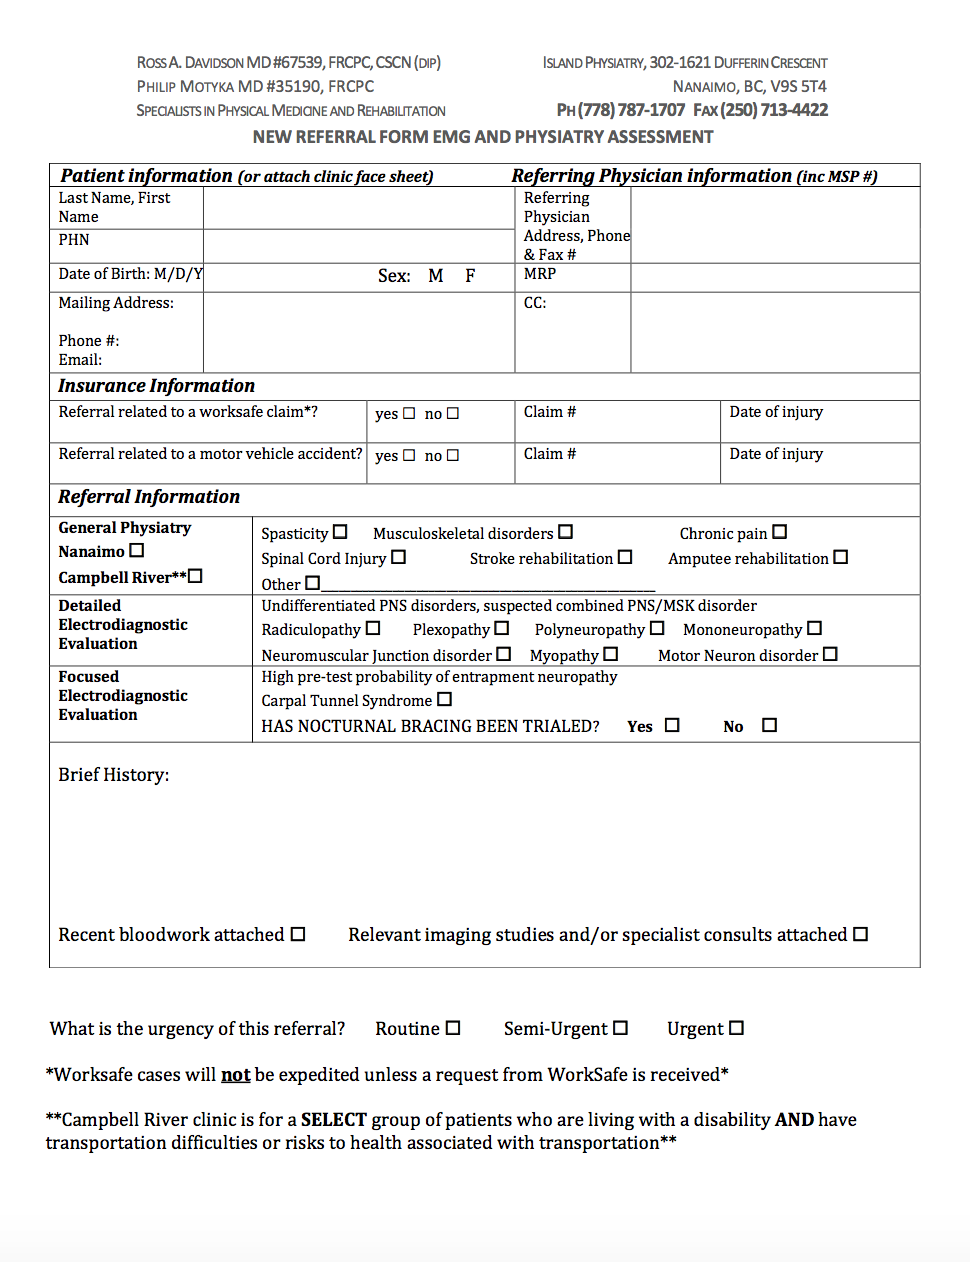 ROSS A. DAVIDSON MD #67539, FRCPC, CSCN (DIP)
PHILIP MOTYKA MD #35190, FRCPC
SPECIALISTS IN PHYSICAL MEDICINE AND REHABILITATION
ISLAND PHYSIATRY, 302-1621 DUFFERIN CRESCENT
NANAIMO, BC, V9S 5T4
PH (778) 787-1707 FAX (250) 713-4422
NEW REFERRAL FORM EMG AND PHYSIATRY ASSESSMENT
Patient information (or attach clinic face sheet)
Referring Physician information (inc MSP #)
Last Name, First
Name
PHN
Referring
Physician
Address, Phone
& Fax #
Date of Birth: M/D/Y
Sex: M F
MRP
Mailing Address:
Phone #:
Email:
CC:
Insurance Information
Referral related to a worksafe claim*? yes ☐ no ☐ Claim # Date of injury
Referral related to a motor vehicle accident? yes ☐ no ☐ Claim # Date of injury
Referral Information
General Physiatry
Nanaimo ☐
Campbell River**☐
Spasticity ☐ Musculoskeletal disorders ☐ Chronic pain ☐
Spinal Cord Injury ☐ Stroke rehabilitation ☐ Amputee rehabilitation ☐
Other ☐____________________________________
Detailed
Electrodiagnostic
Evaluation
Undifferentiated PNS disorders, suspected combined PNS/MSK disorder
Radiculopathy ☐ Plexopathy ☐ Polyneuropathy ☐ Mononeuropathy ☐
Neuromuscular Junction disorder ☐ Myopathy ☐ Motor Neuron disorder ☐
Focused
Electrodiagnostic
Evaluation
High pre-test probability of entrapment neuropathy
Carpal Tunnel Syndrome ☐
HAS NOCTURNAL BRACING BEEN TRIALED? Yes ☐ No ☐
Brief History:
Recent bloodwork attached ☐ Relevant imaging studies and/or specialist consults attached ☐
What is the urgency of this referral? Routine ☐ Semi-Urgent ☐ Urgent ☐
*Worksafe cases will not be expedited unless a request from WorkSafe is received*
**Campbell River clinic is for a SELECT group of patients who are living with a disability AND have
transportation difficulties or risks to health associated with transportation**